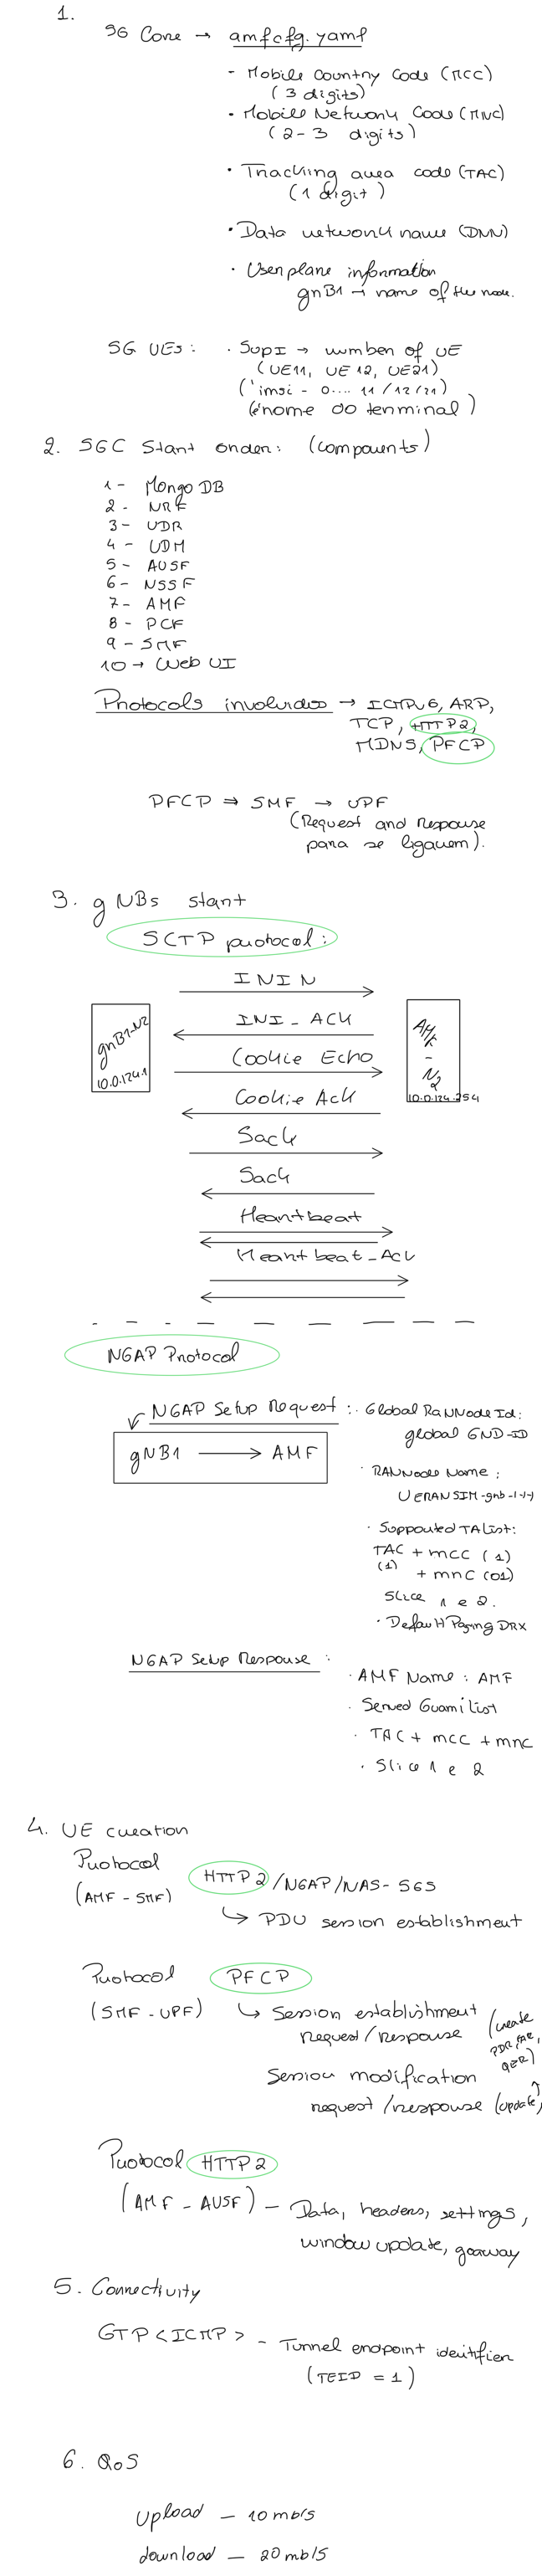 1.
5G Core → amfcfg.yaml
- Mobile Country Code (MCC)
(3 digits)
• Mobile Network Code (MNC)
(2-3 digits)
• Tracking area code (TAC)
(1 digit)
• Data network name (DNN)
• User plane information
gnB1 → name of the node.
5G UEs: • SupI → number of UE
(UE11, UE12, UE21)
('imsi - 0.... 11/12/21)
(é nome do terminal)
2. 5GC Start order: (components)
1 - Mongo DB
2 - NRF
3 - UDR
4 - UDM
5 - AUSF
6 - NSSF
7 - AMF
8 - PCF
9 - SMF
10 → Web UI
Protocols involvidos → ICMPv6, ARP,
TCP, HTTP2,
MDNS, PFCP
PFCP ⇒ SMF → UPF
(Request and response
para se ligarem).
3. gNBs start
SCTP protocol:
ININ
INI_ACK
Cookie Echo
Cookie Ack
Sack
Sack
Heartbeat
Heartbeat_Ack
gnB1-N2
10.0.124.1
AMF - N2
10.0.124.254
NGAP Protocol
NGAP Setup Request: • Global RaNNode Id:
global GND-ID
gNB1 → AMF
• RANNode Name:
UERANSIM-gnb-1-1-1
• Supported TAList:
TAC + mcc (1)
(1) + mnc (01)
Slice 1 e 2.
• Default Paging DRX
NGAP Setup Response:
• AMF Name: AMF
• Served Guami List
• TAC + mcc + mnc
• Slice 1 e 2
4. UE creation
Protocol HTTP2 /NGAP/NAS-5GS
(AMF - SMF)
↳ PDU session establishment
Protocol PFCP
(SMF - UPF) ↳ Session establishment
request/response (create
PDR, FAR,
QER)
Session modification
request/response (update)
Protocol HTTP2
(AMF - AUSF) - Data, headers, settings,
window update, goaway
5. Connectivity
GTP <ICMP> - Tunnel endpoint identifier
(TEID = 1)
6. QoS
Upload - 10 mb/s
download - 20 mb/s